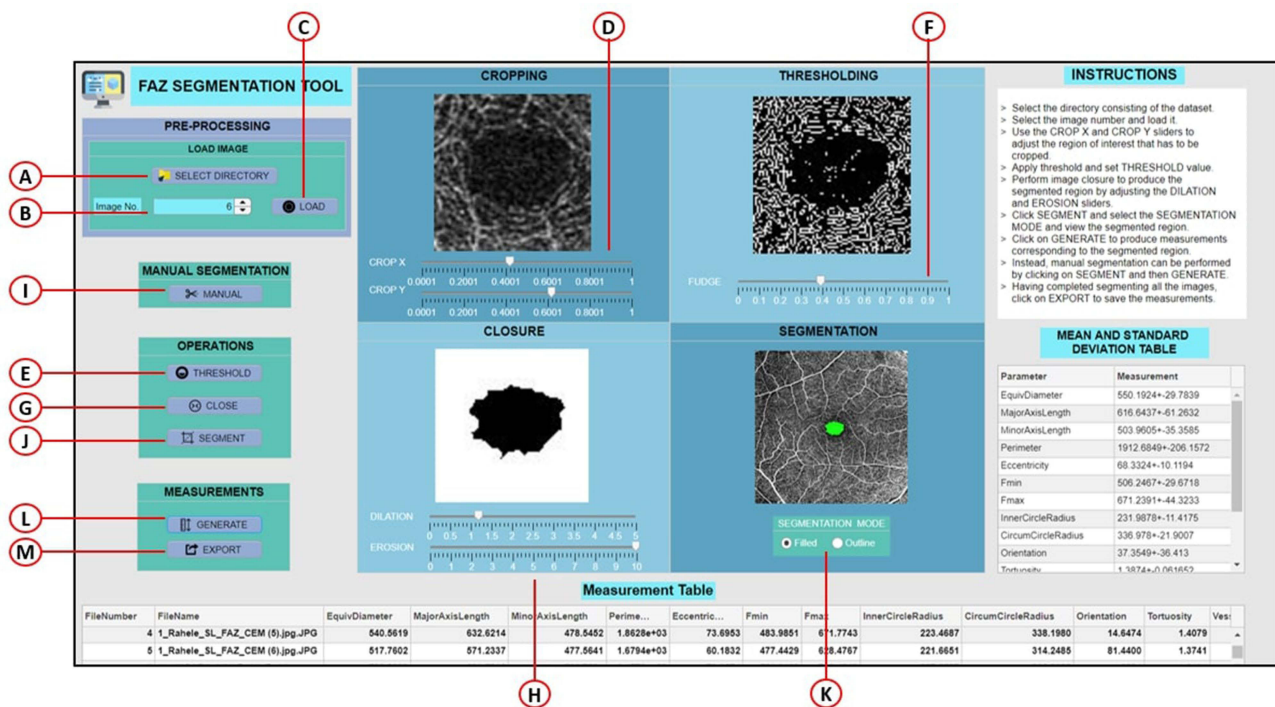 C
D
F
FAZ SEGMENTATION TOOL
PRE-PROCESSING
LOAD IMAGE
A
SELECT DIRECTORY
B
Image No. 6
LOAD
I
MANUAL SEGMENTATION
MANUAL
OPERATIONS
E
THRESHOLD
G
CLOSE
J
SEGMENT
MEASUREMENTS
L
GENERATE
M
EXPORT
CROPPING
CROP X
0.0001 0.2001 0.4001 0.6001 0.8001 1
CROP Y
0.0001 0.2001 0.4001 0.6001 0.8001 1
THRESHOLDING
FUDGE
0 0.1 0.2 0.3 0.4 0.5 0.6 0.7 0.8 0.9 1
CLOSURE
DILATION
0 0.5 1 1.5 2 2.5 3 3.5 4 4.5 5
EROSION
0 1 2 3 4 5 6 7 8 9 10
SEGMENTATION
SEGMENTATION MODE
Filled Outline
INSTRUCTIONS
> Select the directory consisting of the dataset.
> Select the image number and load it.
> Use the CROP X and CROP Y sliders to
adjust the region of interest that has to be
cropped.
> Apply threshold and set THRESHOLD value.
> Perform image closure to produce the
segmented region by adjusting the DILATION
and EROSION sliders.
> Click SEGMENT and select the SEGMENTATION
MODE and view the segmented region.
> Click on GENERATE to produce measurements
corresponding to the segmented region.
> Instead, manual segmentation can be performed
by clicking on SEGMENT and then GENERATE.
> Having completed segmenting all the images,
click on EXPORT to save the measurements.
MEAN AND STANDARD
DEVIATION TABLE
Parameter Measurement
EquivDiameter 550.1924+-29.7839
MajorAxisLength 616.6437+-61.2632
MinorAxisLength 503.9605+-35.3585
Perimeter 1912.6849+-206.1572
Eccentricity 68.3324+-10.1194
Fmin 506.2467+-29.6718
Fmax 671.2391+-44.3233
InnerCircleRadius 231.9878+-11.4175
CircumCircleRadius 336.978+-21.9007
Orientation 37.3549+-36.413
Tortuosity 1.3874+-0.061652
Measurement Table
FileNumber FileName EquivDiameter MajorAxisLength MinorAxisLength Perime... Eccentric... Fmin Fmax InnerCircleRadius CircumCircleRadius Orientation Tortuosity Vess
4 1_Rahele_SL_FAZ_CEM (5).jpg.JPG 540.5619 632.6214 478.5452 1.8628e+03 73.6953 483.9851 671.7743 223.4687 338.1980 14.6474 1.4079
5 1_Rahele_SL_FAZ_CEM (6).jpg.JPG 517.7602 571.2337 477.5641 1.6794e+03 60.1832 477.4429 628.4767 221.6651 314.2485 81.4400 1.3741
H
K